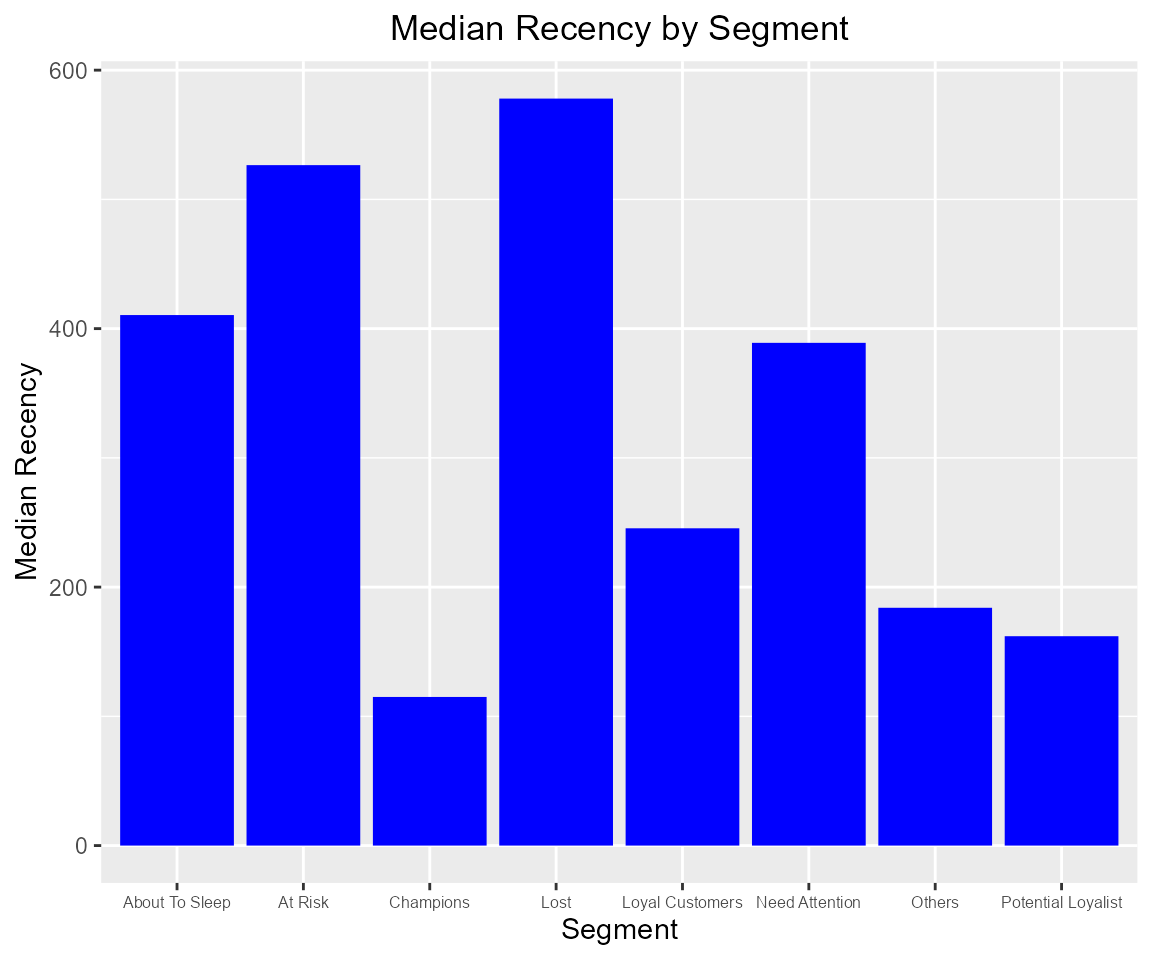 Median Recency by Segment
Median Recency
600
400
200
0
About To Sleep At Risk Champions Lost Loyal Customers Need Attention Others Potential Loyalist
Segment